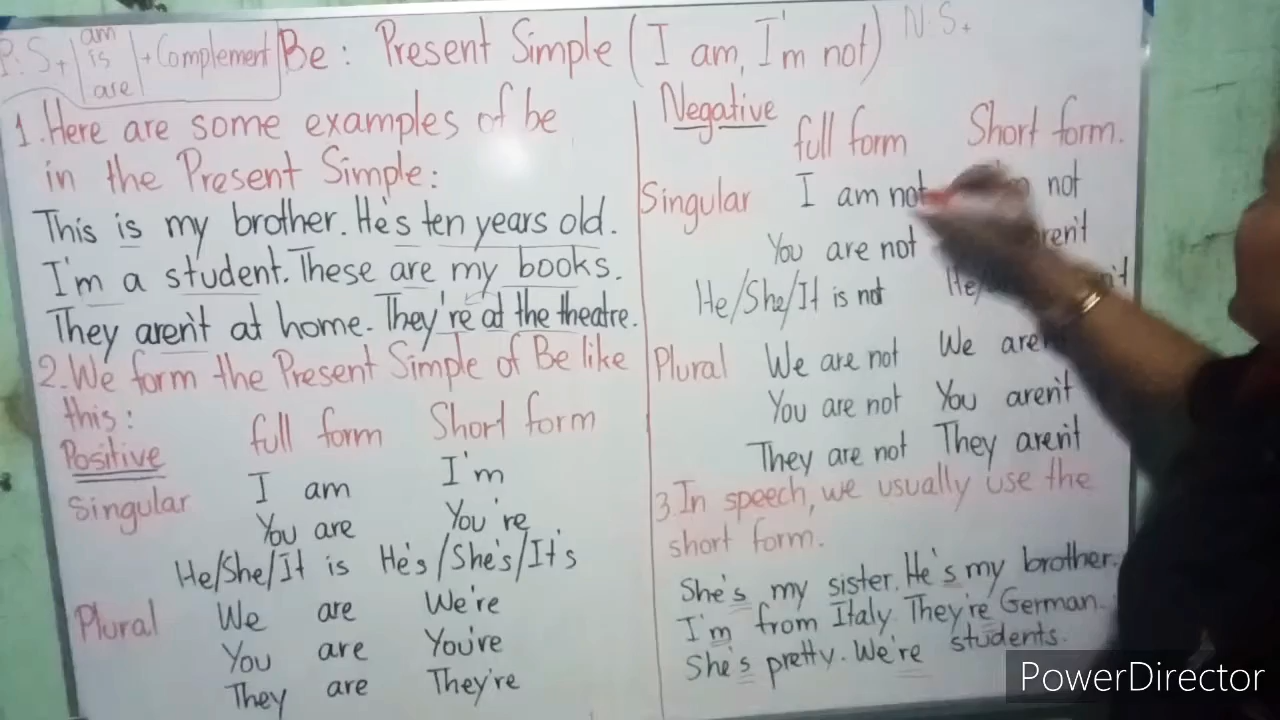 P. S + am is are + Complement
Be: Present Simple (I am, I'm not)
N. S +
1. Here are some examples of be
in the Present Simple:
This is my brother. He's ten years old.
I'm a student. These are my books.
They aren't at home. They're at the theatre.
2. We form the Present Simple of Be like
this:
full form Short form
Positive
Singular I am I'm
You are You're
He/She/It is He's/She's/It's
Plural We are We're
You are You're
They are They're
Negative
full form Short form.
Singular I am not not
You are not
He/She/It is not He/
Plural We are not We
You are not You aren't
They are not They aren't
3. In speech, we usually use the
short form.
She's my sister. He's my brother.
I'm from Italy. They're German.
She's pretty. We're students.
PowerDirector